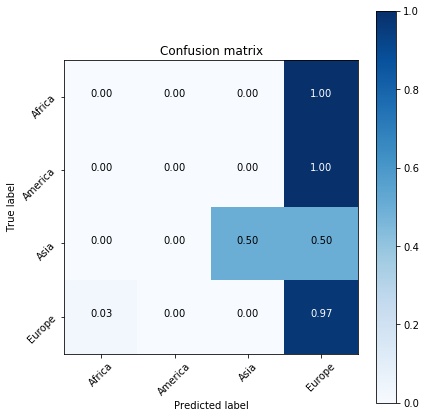 Confusion matrix
True label
Africa 0.00 0.00 0.00 1.00
America 0.00 0.00 0.00 1.00
Asia 0.00 0.00 0.50 0.50
Europe 0.03 0.00 0.00 0.97
Africa America Asia Europe
Predicted label
1.0
0.8
0.6
0.4
0.2
0.0